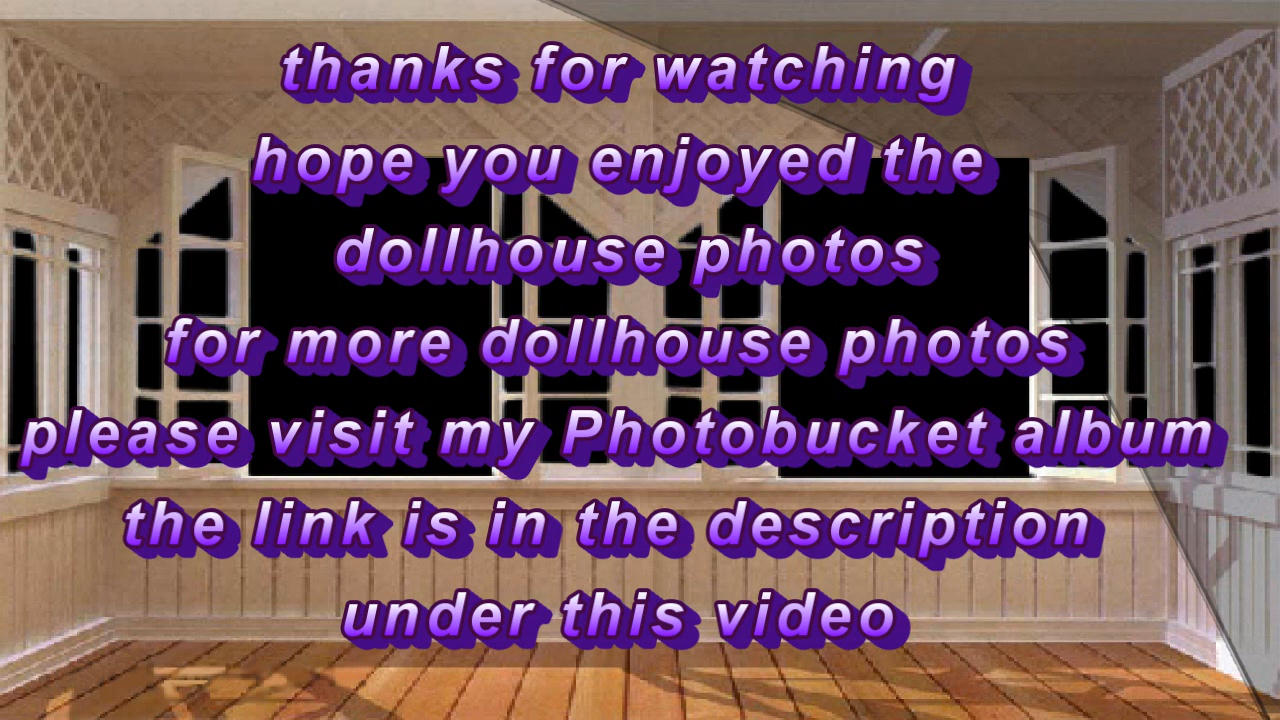 thanks for watching
hope you enjoyed the
dollhouse photos
for more dollhouse photos
please visit my Photobucket album
the link is in the description
under this video